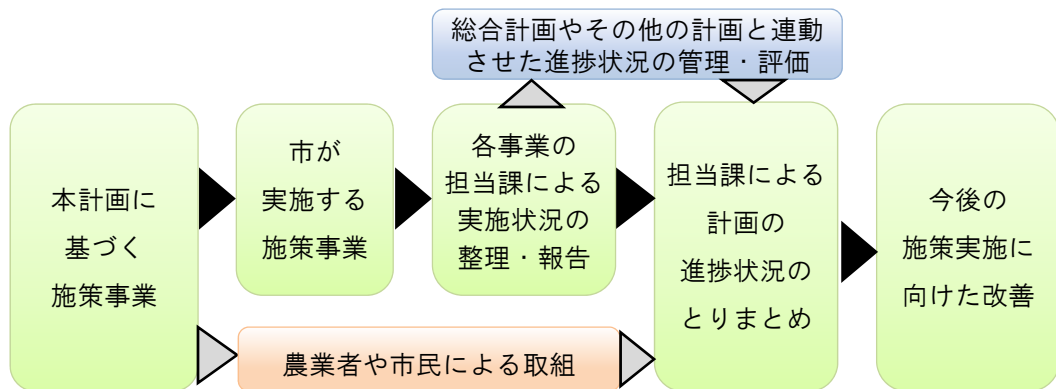 総合計画やその他の計画と連動
させた進捗状況の管理・評価
本計画に
基づく
施策事業
市が
実施する
施策事業
各事業の
担当課による
実施状況の
整理・報告
担当課による
計画の
進捗状況の
とりまとめ
今後の
施策実施に
向けた改善
農業者や市民による取組